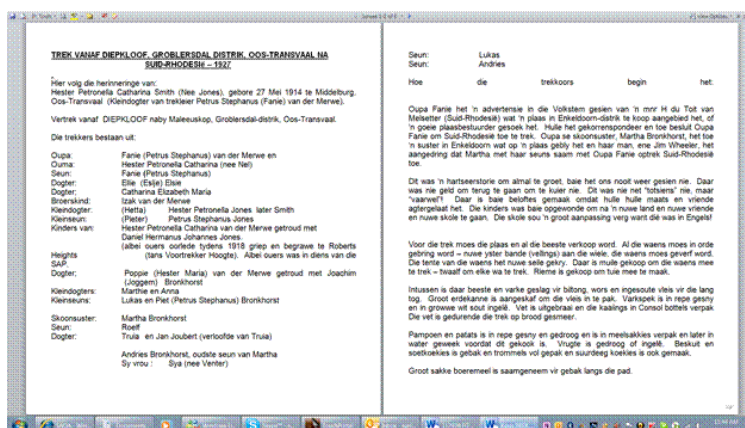 TREK VANAF DIEPKLOOF, GROBLERSDAL DISTRIK, OOS-TRANSVAAL NA
SUID-RHODESIë – 1927
Hier volg die herinneringe van:
Hester Petronella Catharina Smith (Nee Jones), gebore 27 Mei 1914 te Middelburg,
Oos-Transvaal (Kleindogter van trekleier Petrus Stephanus (Fanie) van der Merwe).
Vertrek vanaf DIEPKLOOF naby Maleeuskop, Groblersdal-distrik, Oos-Transvaal.
Die trekkers bestaan uit:
Oupa: Fanie (Petrus Stephanus) van der Merwe en
Ouma: Hester Petronella Catharina (nee Nel)
Seun: Fanie (Petrus Stephanus)
Dogter: Ellie (Esije) Elsie
Dogter: Catharina Elizabeth Maria
Broerskind: Izak van der Merwe
Kleindogter: (Hetta) Hester Petronella Jones later Smith
Kleinseun: (Pieter) Petrus Stephanus Jones
Kinders van: Hester Petronella Catharina van der Merwe getroud met
Daniel Hermanus Johannes Jones.
(albei ouers oorlede tydens 1918 griep en begrawe te Roberts
Heights (tans Voortrekker Hoogte). Albei ouers was in diens van die
SAP.
Dogter: Poppie (Hester Maria) van der Merwe getroud met Joachim
(Joggem) Bronkhorst
Kleindogters: Marthie en Anna
Kleinseuns: Lukas en Piet (Petrus Stephanus) Bronkhorst
Skoonsuster: Martha Bronkhorst
Seun: Roelf
Dogter: Truia en Jan Joubert (verloofde van Truia)
Andries Bronkhorst, oudste seun van Martha
Sy vrou : Sya (nee Venter)
Seun: Lukas
Seun: Andries
Hoe die trekkoors begin het:
Oupa Fanie het 'n advertensie in die Volkstem gesien van 'n mnr H du Toit van
Melsetter (Suid-Rhodesië) wat 'n plaas in Enkeldoorn-distrik te koop aangebied het, of
'n goeie plaasbestuurder gesoek het. Hulle het gekorrenspondeer en toe besluit Oupa
Fanie om Suid-Rhodesië toe te trek. Oupa se skoonsuster, Martha Bronkhorst, het toe
'n suster in Enkeldoorn wat op 'n plaas gebly het en haar man, ene Jim Meiring, het
aangedring dat Martha met haar seuns saam met Oupa Fanie optrek Suid-Rhodesië
toe.
Dit was 'n hartseerstorie om almal te groet, baie het ons nooit weer gesien nie. Daar
was nie geld om terug te gaan om te kuier nie. Dit was nie net "totsiens" nie, maar
"vaarwel"! Daar is baie beloftes gemaak omdat hulle hulle maats en vriende
agtergelaat het. Die kinders was baie opgewonde om na 'n nuwe land en nuwe vriende
en nuwe skole te gaan. Die skole sou 'n groot aanpassing verg want dié was in Engels!
Voor die trek moes die plaas en al die beeste verkoop word. Al die waens moes in orde
gebring word – nuwe yster bande (vellings) aan die wiele, die waens moes geverf word.
Die tente van die waens het nuwe seile gekry. Daar is mule gekoop om die waens mee
te trek – twaalf om elke wa te trek. Rieme is gekoop om tuie mee te maak.
Intussen is daar beeste en varke geslag vir biltong, wors en ingesoute vleis vir die lang
tog. Groot erdekanne is aangeskaf om die vleis in te pak. Varkspek is in repe gesny
en in growwe wit sout ingelê. Vet is uitgebraai en die kaaiings in Consol bottels verpak
Die vet is gedurende die trek op brood gesmeer.
Pampoen en patats is in repe gesny en gedroog en is in meelsakkies verpak en later in
water geweek voordat dit gekook is. Vrugte is gedroog of ingelê. Beskuit en
soetkoekies is gebak en trommels vol gepak en suurdeeg koekies is ook gemaak.
Groot sakke boeremeel is saamgeneem vir gebak langs die pad.